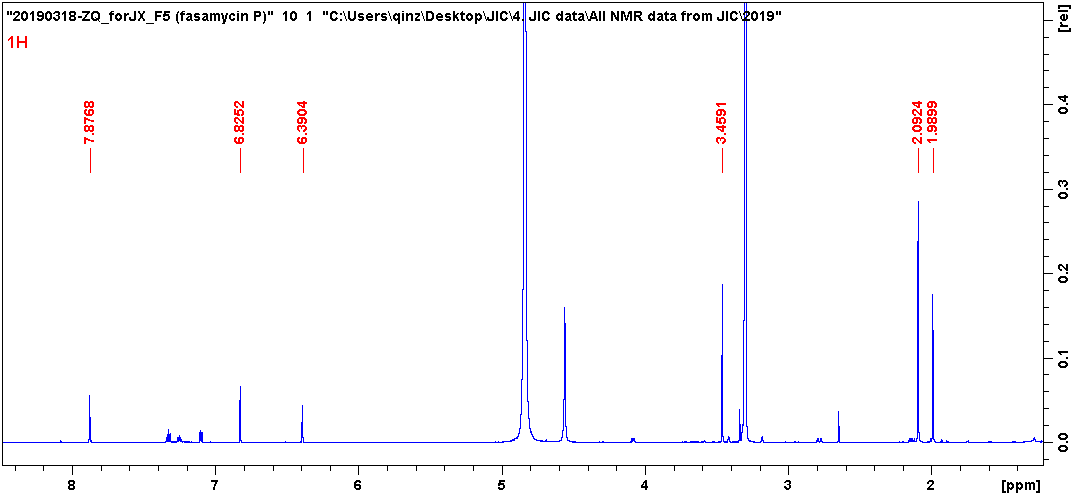 "20190318-ZQ_forJX_F5 (fasamycin P)" 10 1 "C:\Users\qinz\Desktop\JIC\4. JIC data\All NMR data from JIC\2019"
1H
[rel]
7.8768
6.8252
6.3904
3.4591
2.0924
1.9899
0.4
0.3
0.2
0.1
0.0
8 7 6 5 4 3 2 [ppm]